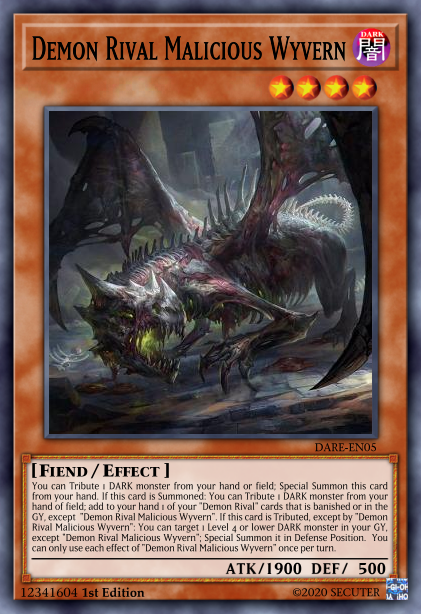 Demon Rival Malicious Wyvern
DARK
闇
DARE-EN05
[Fiend / Effect ]
You can Tribute 1 DARK monster from your hand or field; Special Summon this card
from your hand. If this card is Summoned: You can Tribute 1 DARK monster from your
hand of field; add to your hand 1 of your "Demon Rival" cards that is banished or in the
GY, except "Demon Rival Malicious Wyvern". If this card is Tributed, except by "Demon
Rival Malicious Wyvern": You can target 1 Level 4 or lower DARK monster in your GY,
except "Demon Rival Malicious Wyvern"; Special Summon it in Defense Position. You
can only use each effect of "Demon Rival Malicious Wyvern" once per turn.
ATK/1900 DEF/ 500
12341604 1st Edition
©2020 SECUTER